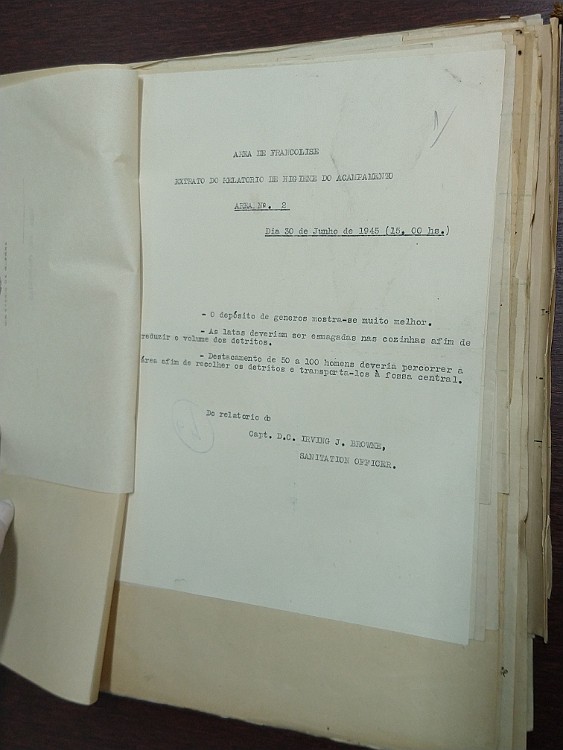 AREA DE FRANCOLISE
EXTRATO DO RELATORIO DE HIGIENE DO ACAMPAMENTO
AREA Nº. 2
Dia 30 de Junho de 1945 (15.00 hs.)
- O depósito de generos mostra-se muito melhor.
- As latas deveriam ser esmagadas nas cozinhas afim de
reduzir o volume dos detritos.
- Destacamento de 50 a 100 homens deveria percorrer a
área afim de recolher os detritos e transporta-los à fossa central.
Do relatorio do
Capt. D.C. IRVING J. BROWNE,
SANITATION OFFICER.